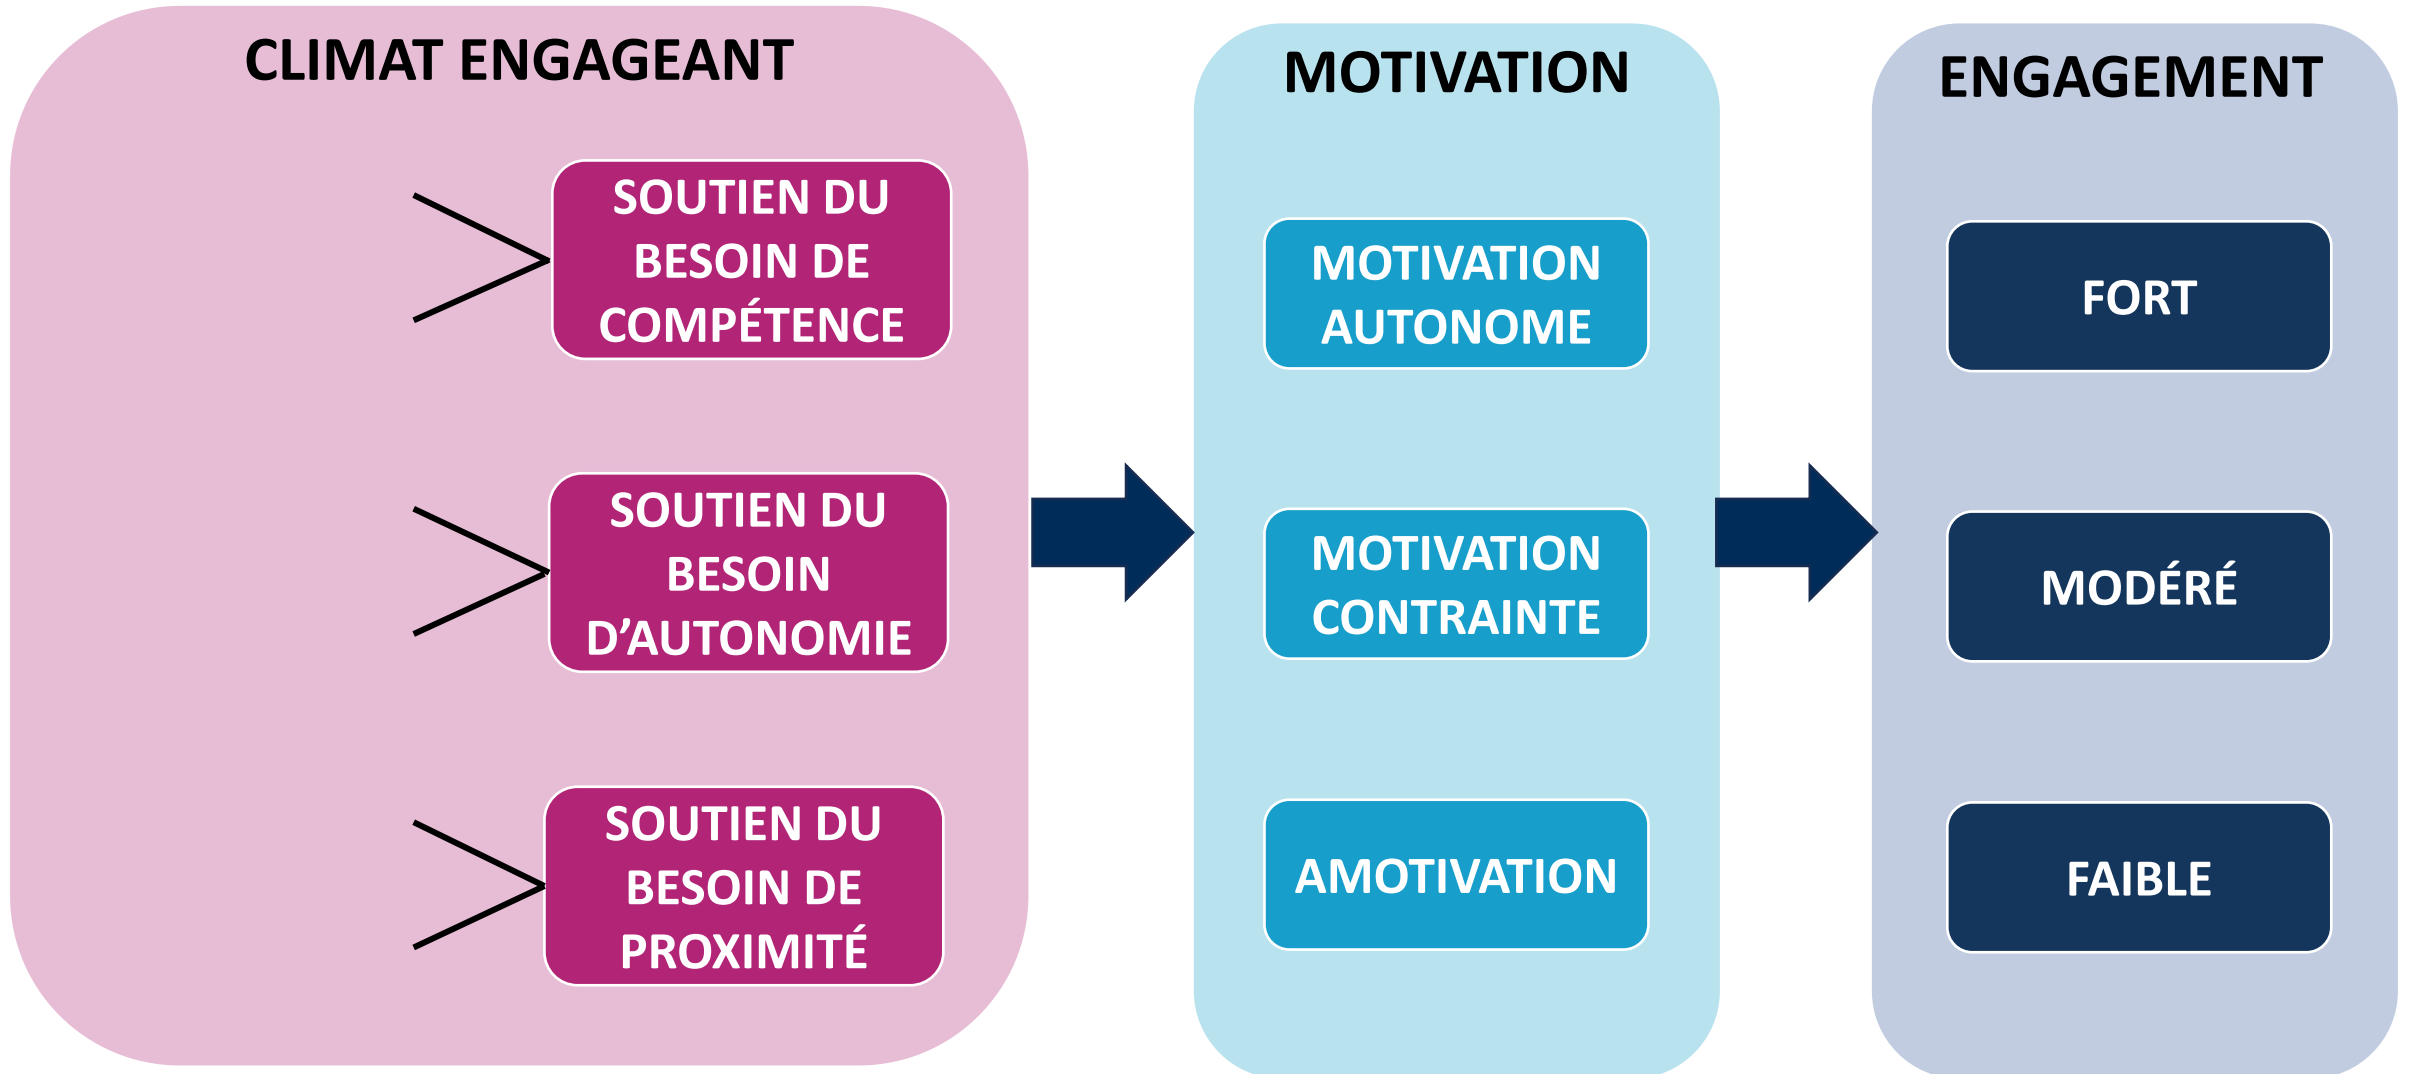 CLIMAT ENGAGEANT
SOUTIEN DU
BESOIN DE
COMPÉTENCE
SOUTIEN DU
BESOIN
D’AUTONOMIE
SOUTIEN DU
BESOIN DE
PROXIMITÉ
MOTIVATION
MOTIVATION
AUTONOME
MOTIVATION
CONTRAINTE
AMOTIVATION
ENGAGEMENT
FORT
MODÉRÉ
FAIBLE